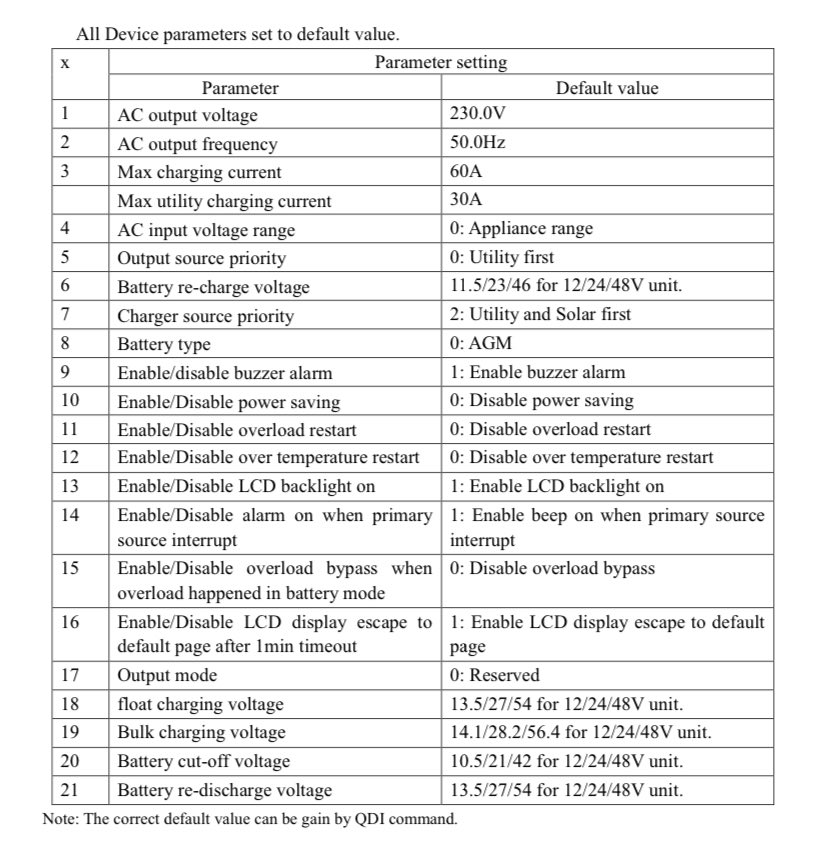 All Device parameters set to default value.
x Parameter setting
Parameter Default value
1 AC output voltage 230.0V
2 AC output frequency 50.0Hz
3 Max charging current 60A
Max utility charging current 30A
4 AC input voltage range 0: Appliance range
5 Output source priority 0: Utility first
6 Battery re-charge voltage 11.5/23/46 for 12/24/48V unit.
7 Charger source priority 2: Utility and Solar first
8 Battery type 0: AGM
9 Enable/disable buzzer alarm 1: Enable buzzer alarm
10 Enable/Disable power saving 0: Disable power saving
11 Enable/Disable overload restart 0: Disable overload restart
12 Enable/Disable over temperature restart 0: Disable over temperature restart
13 Enable/Disable LCD backlight on 1: Enable LCD backlight on
14 Enable/Disable alarm on when primary 1: Enable beep on when primary source
source interrupt interrupt
15 Enable/Disable overload bypass when 0: Disable overload bypass
overload happened in battery mode
16 Enable/Disable LCD display escape to 1: Enable LCD display escape to default
default page after 1min timeout page
17 Output mode 0: Reserved
18 float charging voltage 13.5/27/54 for 12/24/48V unit.
19 Bulk charging voltage 14.1/28.2/56.4 for 12/24/48V unit.
20 Battery cut-off voltage 10.5/21/42 for 12/24/48V unit.
21 Battery re-discharge voltage 13.5/27/54 for 12/24/48V unit.
Note: The correct default value can be gain by QDI command.